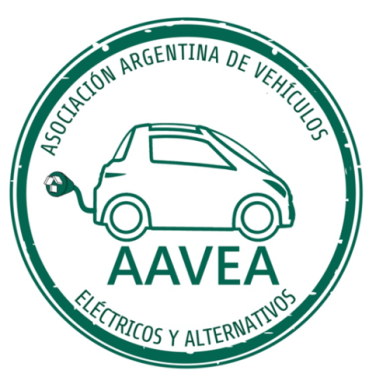 ASOCIACIÓN ARGENTINA DE VEHÍCULOS
AAVEA
ELÉCTRICOS Y ALTERNATIVOS